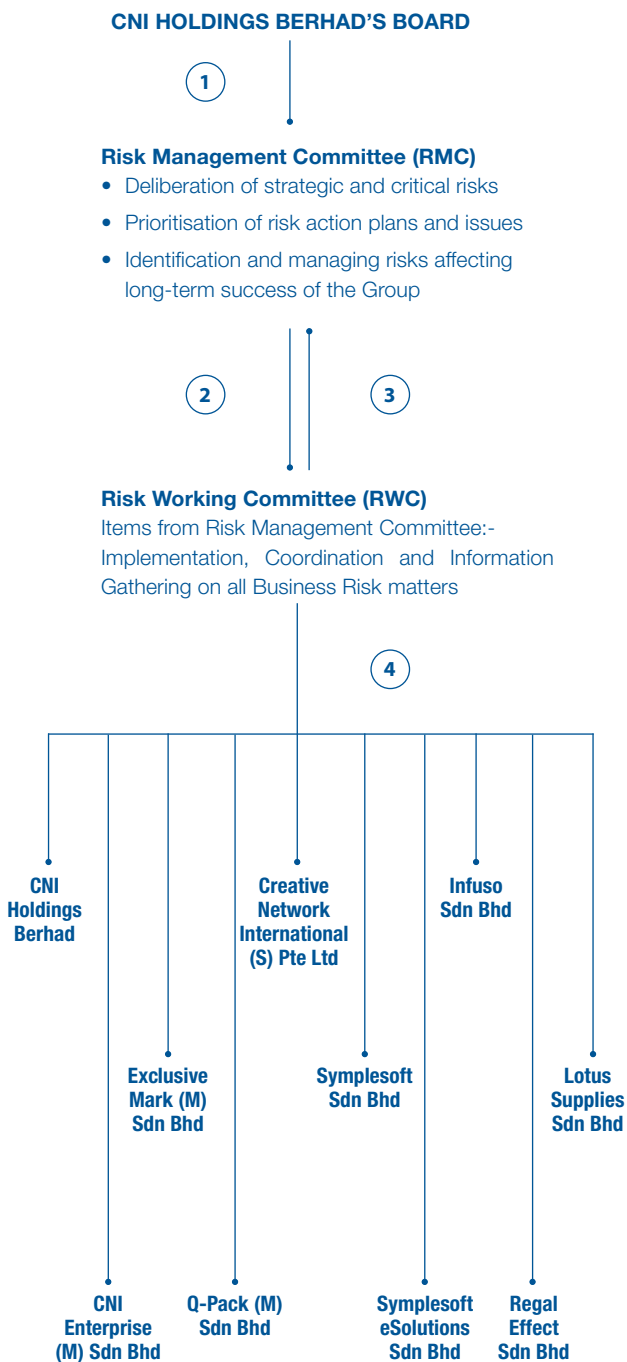 CNI HOLDINGS BERHAD'S BOARD
1
Risk Management Committee (RMC)
• Deliberation of strategic and critical risks
• Prioritisation of risk action plans and issues
• Identification and managing risks affecting
long-term success of the Group
2
3
Risk Working Committee (RWC)
Items from Risk Management Committee:-
Implementation, Coordination and Information
Gathering on all Business Risk matters
4
CNI
Holdings
Berhad
Creative
Network
International
(S) Pte Ltd
Infuso
Sdn Bhd
Exclusive
Mark (M)
Sdn Bhd
Symplesoft
Sdn Bhd
Lotus
Supplies
Sdn Bhd
CNI
Enterprise
(M) Sdn Bhd
Q-Pack (M)
Sdn Bhd
Symplesoft
eSolutions
Sdn Bhd
Regal
Effect
Sdn Bhd